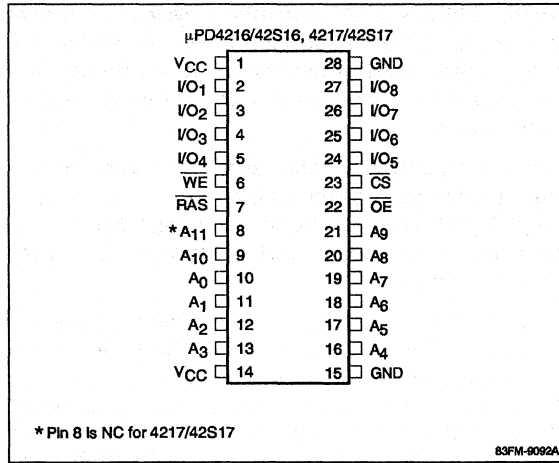 μPD4216/42S16, 4217/42S17
VCC 1 28 GND
I/O1 2 27 I/O8
I/O2 3 26 I/O7
I/O3 4 25 I/O6
I/O4 5 24 I/O5
WE 6 23 CS
RAS 7 22 OE
*A11 8 21 A9
A10 9 20 A8
A0 10 19 A7
A1 11 18 A6
A2 12 17 A5
A3 13 16 A4
VCC 14 15 GND
* Pin 8 is NC for 4217/42S17
83FM-9092A